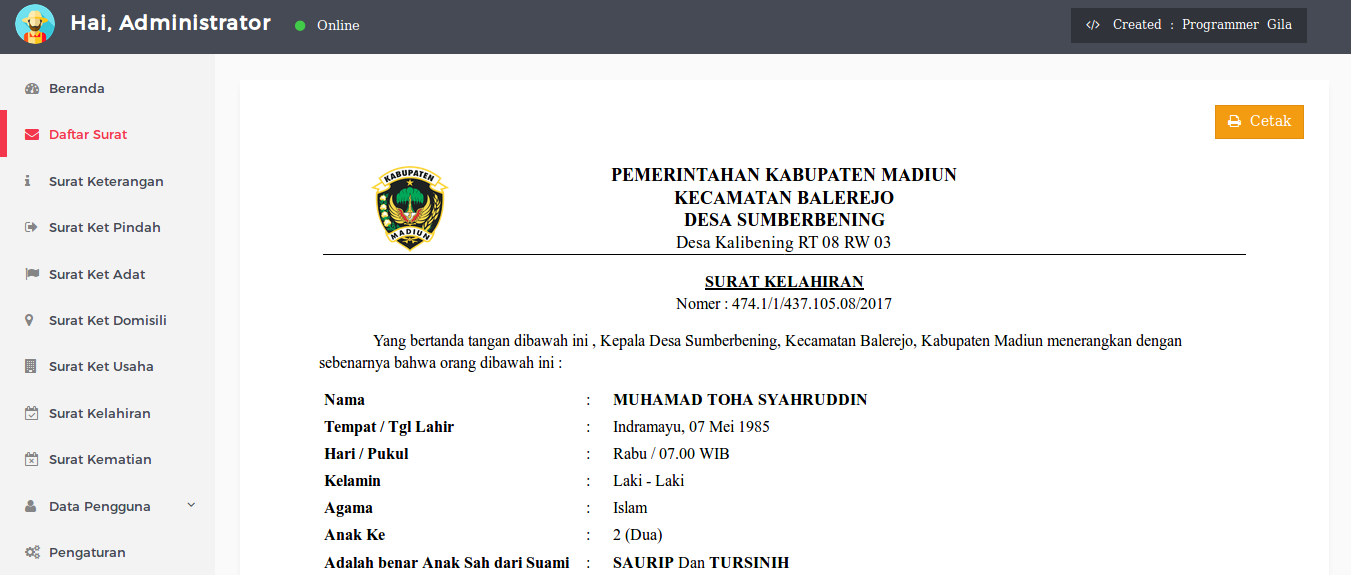 Hai, Administrator
Online
Created : Programmer Gila
Beranda
Daftar Surat
Surat Keterangan
Surat Ket Pindah
Surat Ket Adat
Surat Ket Domisili
Surat Ket Usaha
Surat Kelahiran
Surat Kematian
Data Pengguna
Pengaturan
Cetak
KABUPATEN
MADIUN
PEMERINTAHAN KABUPATEN MADIUN
KECAMATAN BALEREJO
DESA SUMBERBENING
Desa Kalibening RT 08 RW 03
SURAT KELAHIRAN
Nomer : 474.1/1/437.105.08/2017
Yang bertanda tangan dibawah ini , Kepala Desa Sumberbening, Kecamatan Balerejo, Kabupaten Madiun menerangkan dengan
sebenarnya bahwa orang dibawah ini :
Nama : MUHAMAD TOHA SYAHRUDDIN
Tempat / Tgl Lahir : Indramayu, 07 Mei 1985
Hari / Pukul : Rabu / 07.00 WIB
Kelamin : Laki - Laki
Agama : Islam
Anak Ke : 2 (Dua)
Adalah benar Anak Sah dari Suami : SAURIP Dan TURSINIH